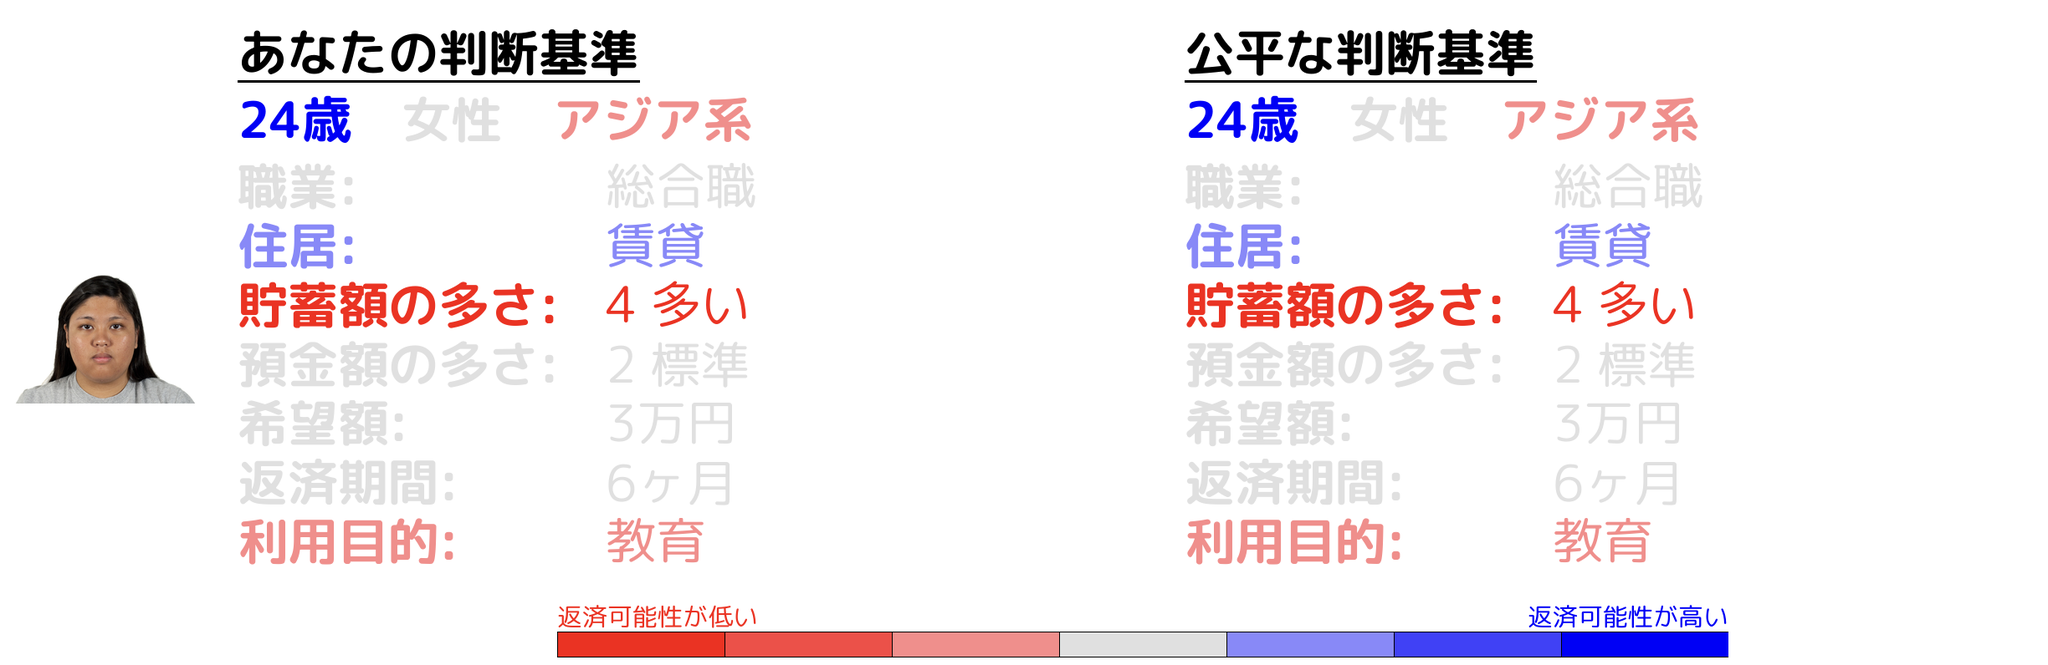 あなたの判断基準
24歳 女性 アジア系
職業: 総合職
住居: 賃貸
貯蓄額の多さ: 4 多い
預金額の多さ: 2 標準
希望額: 3万円
返済期間: 6ヶ月
利用目的: 教育
公平な判断基準
24歳 女性 アジア系
職業: 総合職
住居: 賃貸
貯蓄額の多さ: 4 多い
預金額の多さ: 2 標準
希望額: 3万円
返済期間: 6ヶ月
利用目的: 教育
返済可能性が低い
返済可能性が高い